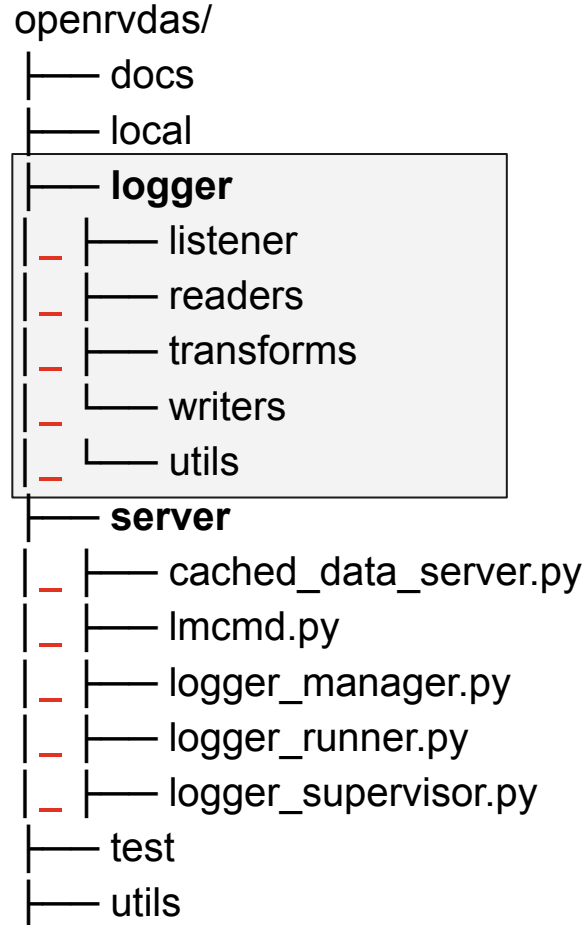 openrvdas/
├── docs
├── local
├── logger
│ _ ├── listener
│ _ ├── readers
│ _ ├── transforms
│ _ └── writers
│ _ └── utils
├── server
│ _ ├── cached_data_server.py
│ _ ├── lmcmd.py
│ _ ├── logger_manager.py
│ _ ├── logger_runner.py
│ _ ├── logger_supervisor.py
├── test
├── utils